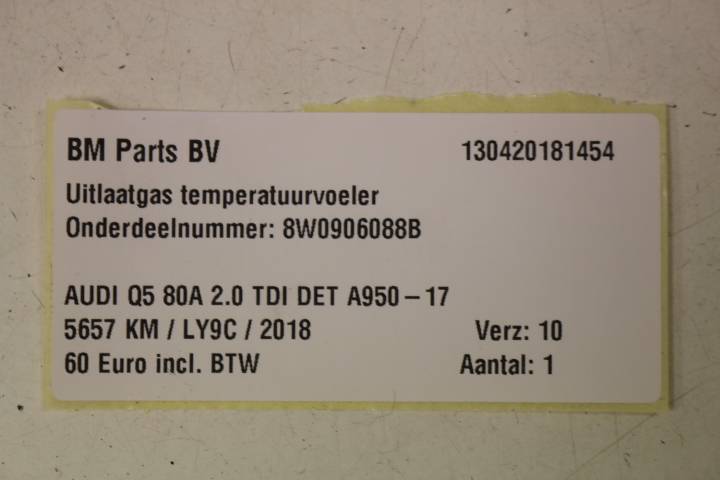 BM Parts BV 130420181454
Uitlaatgas temperatuurvoeler
Onderdeelnummer: 8W0906088B
AUDI Q5 80A 2.0 TDI DET A950 – 17
5657 KM / LY9C / 2018 Verz: 10
60 Euro incl. BTW Aantal: 1